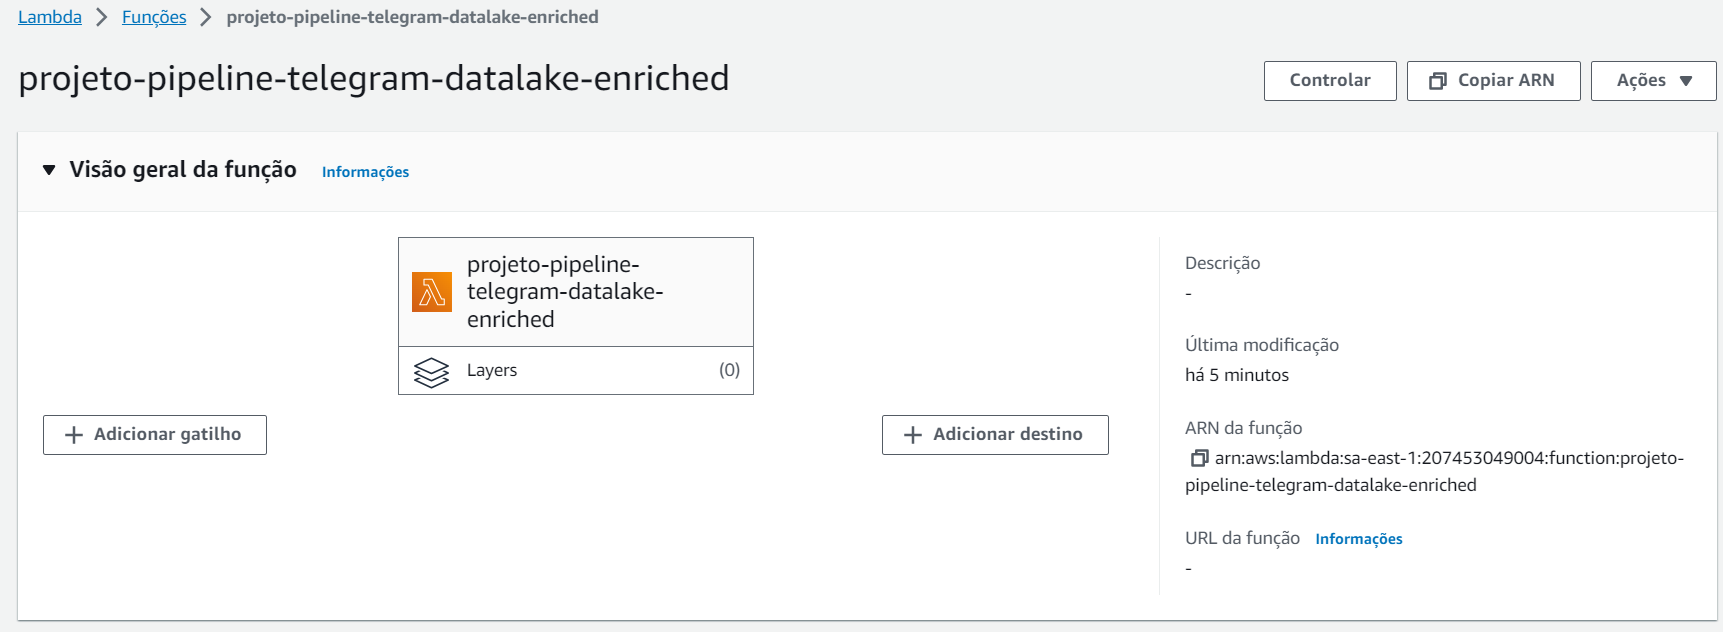 Lambda > Funções > projeto-pipeline-telegram-datalake-enriched
projeto-pipeline-telegram-datalake-enriched
Controlar
Copiar ARN
Ações
Visão geral da função
Informações
projeto-pipeline-
telegram-datalake-
enriched
Layers
(0)
Adicionar gatilho
Adicionar destino
Descrição
-
Última modificação
há 5 minutos
ARN da função
arn:aws:lambda:sa-east-1:207453049004:function:projeto-
pipeline-telegram-datalake-enriched
URL da função
Informações
-